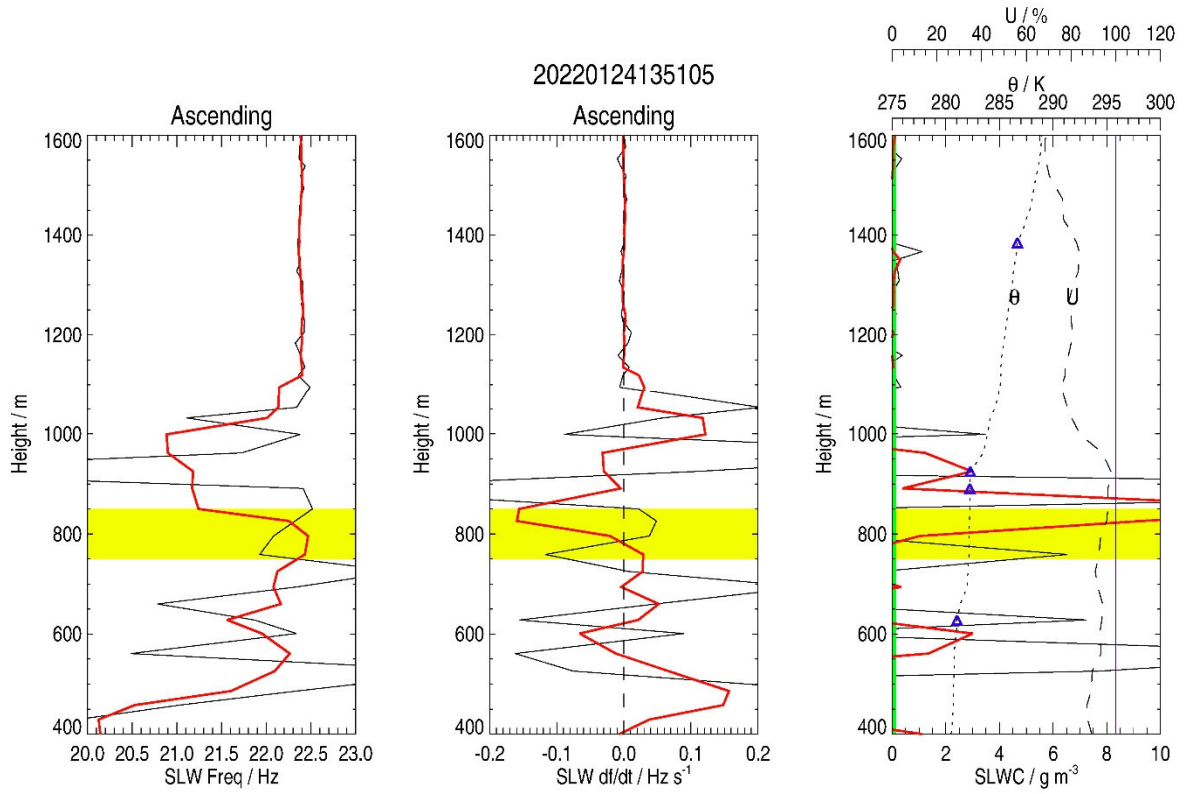 20220124135105
Ascending
1600
1400
1200
1000
800
600
400
Height / m
20.0 20.5 21.0 21.5 22.0 22.5 23.0
SLW Freq / Hz
Ascending
1600
1400
1200
1000
800
600
400
Height / m
-0.2 -0.1 0.0 0.1 0.2
SLW df/dt / Hz s⁻¹
U / %
0 20 40 60 80 100 120
θ / K
275 280 285 290 295 300
1600
1400
1200
1000
800
600
400
Height / m
θ U
0 2 4 6 8 10
SLWC / g m⁻³